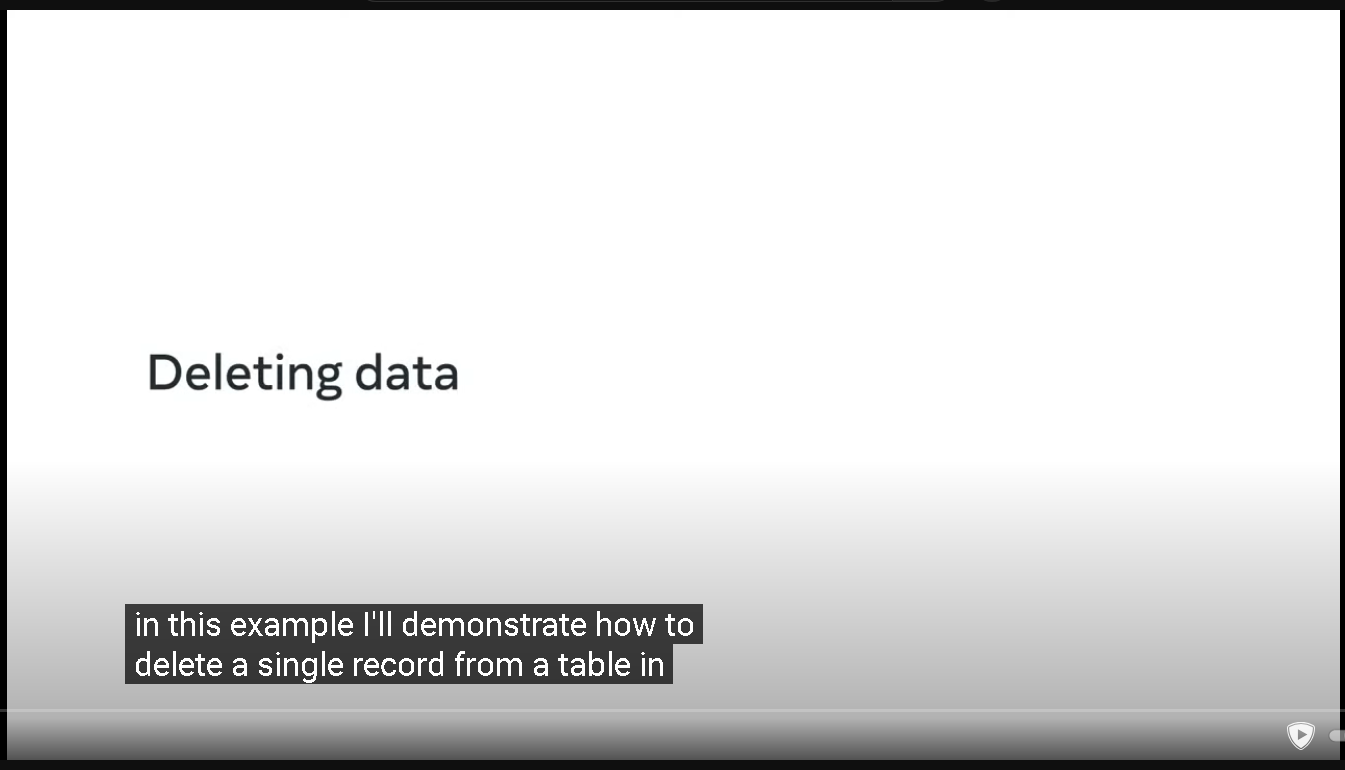 Deleting data
in this example I'll demonstrate how to
delete a single record from a table in